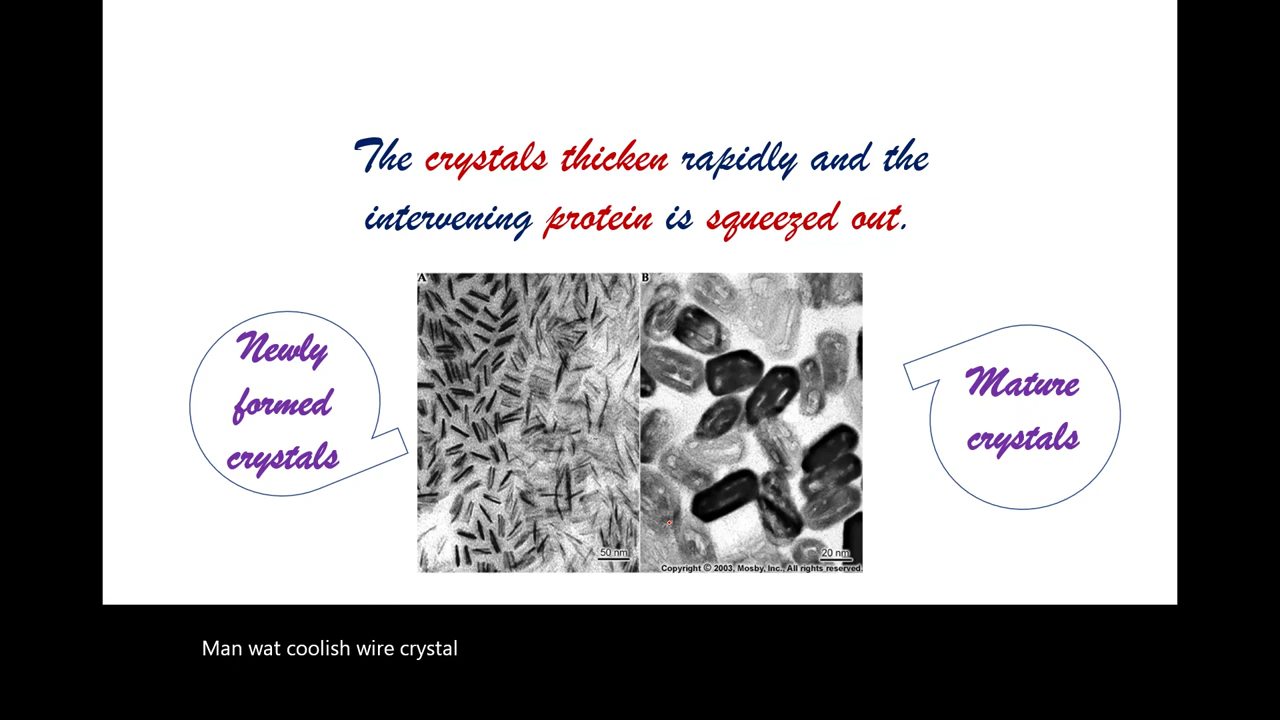 The crystals thicken rapidly and the
intervening protein is squeezed out.
A
B
Newly
formed
crystals
Mature
crystals
50 nm
20 nm
Copyright © 2003, Mosby, Inc., All rights reserved.
Man wat coolish wire crystal